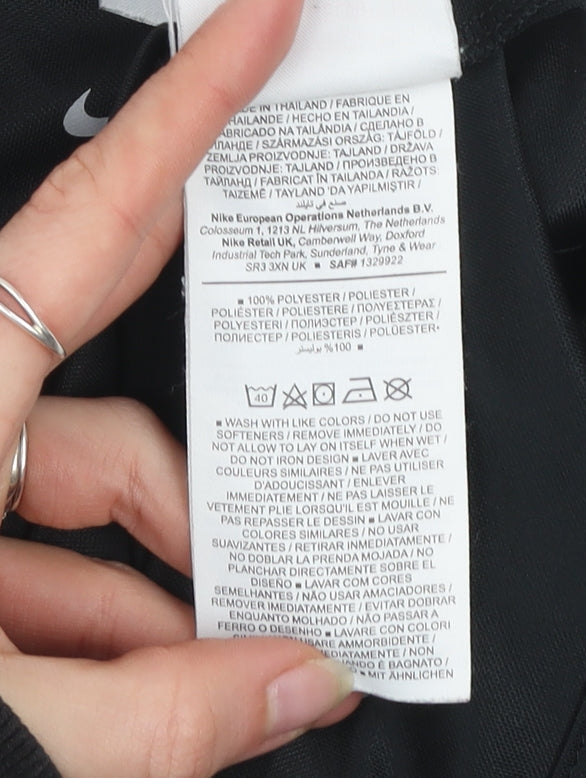 IN THAILAND / FABRIQUE EN
/ HECHO EN TAILANDIA /
FABRICADO NA TAILÂNDIA / СДЕЛАНО В
/ SZÁRMAZÁSI ORSZÁG: TÁJFÖLD /
ZEMLJA PROIZVODNJE: TAJLAND / DRŽAVA
PROIZVODNJE: TAJLAND / ПРОИЗВЕДЕНО В
ТАЙЛАНД / FABRICAT ÎN TAILANDA / RAŽOTS:
TAIZEMĒ / TAYLAND 'DA YAPILMIŞTIR /
صنع في تايلند
Nike European Operations Netherlands B.V.
Colosseum 1, 1213 NL Hilversum, The Netherlands
Nike Retail UK, Camberwell Way, Doxford
Industrial Tech Park, Sunderland, Tyne & Wear
SR3 3XN UK ■ SAF# 1329922
■ 100% POLYESTER / POLIESTER /
POLIÉSTER / POLIESTERE / ΠΟΛΥΕΣΤΕΡΑΣ /
POLYESTERI / ПОЛИЭСТЕР / POLIÉSZTER /
ПОЛИЕСТЕР / POLIESTERIS / POLÜESTER•
100% بوليستر ■
40
■ WASH WITH LIKE COLORS / DO NOT USE
SOFTENERS / REMOVE IMMEDIATELY / DO
NOT ALLOW TO LAY ON ITSELF WHEN WET /
DO NOT IRON DESIGN ■ LAVER AVEC
COULEURS SIMILAIRES / NE PAS UTILISER
D'ADOUCISSANT / ENLEVER
IMMEDIATEMENT / NE PAS LAISSER LE
VETEMENT PLIE LORSQU'IL EST MOUILLE / NE
PAS REPASSER LE DESSIN ■ LAVAR CON
COLORES SIMILARES / NO USAR
SUAVIZANTES / RETIRAR INMEDIATAMENTE /
NO DOBLAR LA PRENDA MOJADA / NO
PLANCHAR DIRECTAMENTE SOBRE EL
DISEÑO ■ LAVAR COM CORES
SEMELHANTES / NÃO USAR AMACIADORES /
REMOVER IMEDIATAMENTE / EVITAR DOBRAR
ENQUANTO MOLHADO / NÃO PASSAR A
FERRO O DESENHO ■ LAVARE CON COLORI
AMMORBIDENTE /
/ NON
È BAGNATO /
■ MIT ÄHNLICHEN